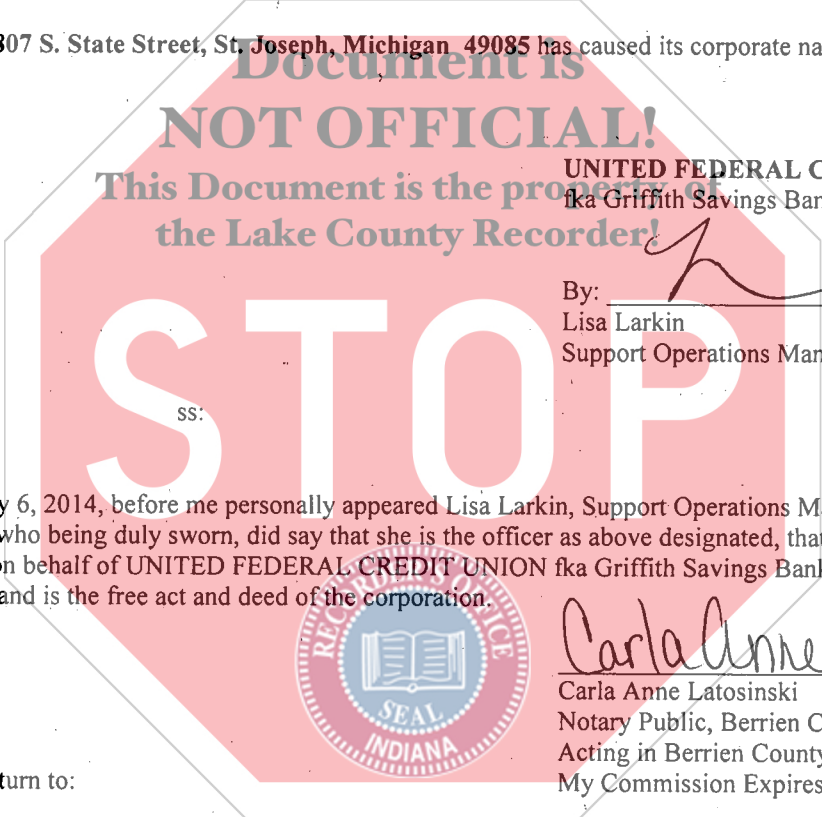 307 S. State Street, St. Joseph, Michigan 49085 has caused its corporate na
Document is
NOT OFFICIAL!
This Document is the property of
the Lake County Recorder!
UNITED FEDERAL C
fka Griffith Savings Ban
By:
Lisa Larkin
Support Operations Man
STOP
ss:
y 6, 2014, before me personally appeared Lisa Larkin, Support Operations M
who being duly sworn, did say that she is the officer as above designated, that
on behalf of UNITED FEDERAL CREDIT UNION fka Griffith Savings Bank
and is the free act and deed of the corporation.
RECORDER'S OFFICE
SEAL
INDIANA
Carla Anne
Carla Anne Latosinski
Notary Public, Berrien C
Acting in Berrien County
My Commission Expires
turn to: